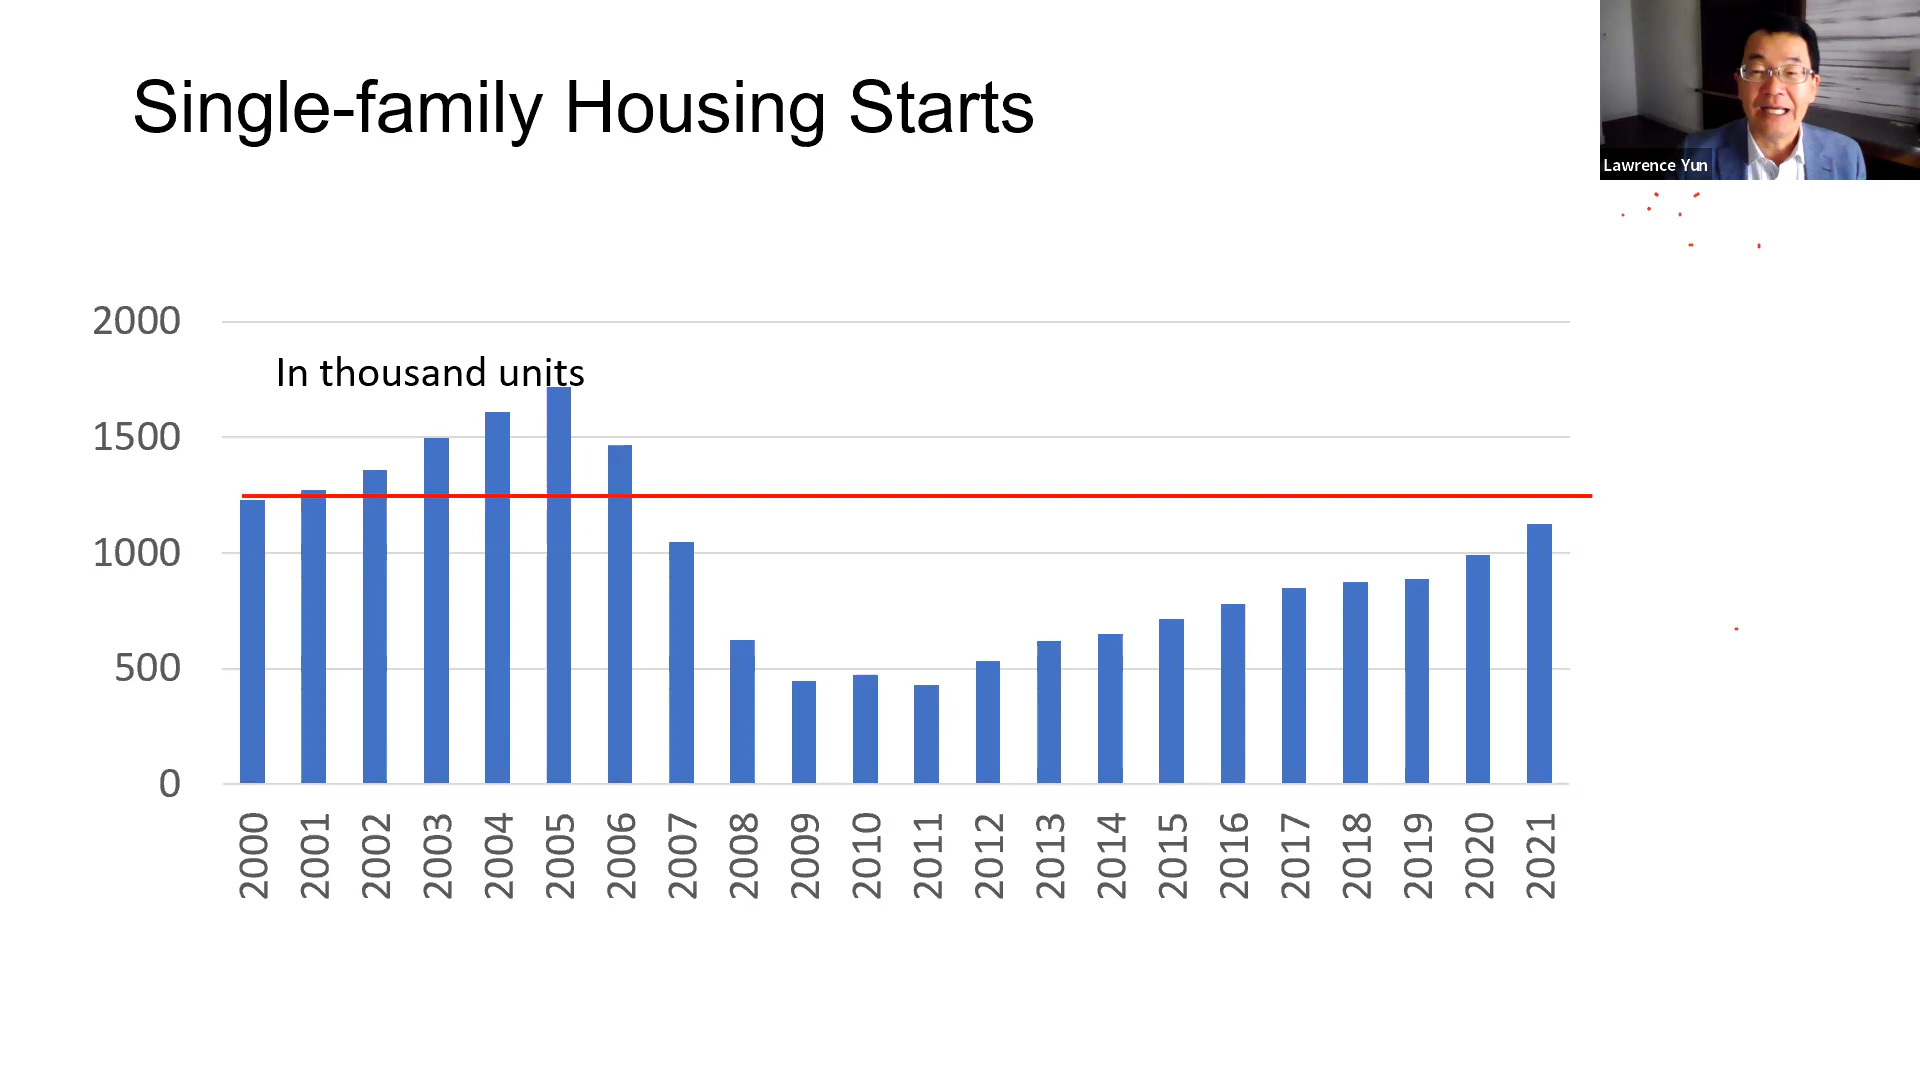 Single-family Housing Starts
Lawrence Yun
2000
In thousand units
1500
1000
500
0
2000 2001 2002 2003 2004 2005 2006 2007 2008 2009 2010 2011 2012 2013 2014 2015 2016 2017 2018 2019 2020 2021